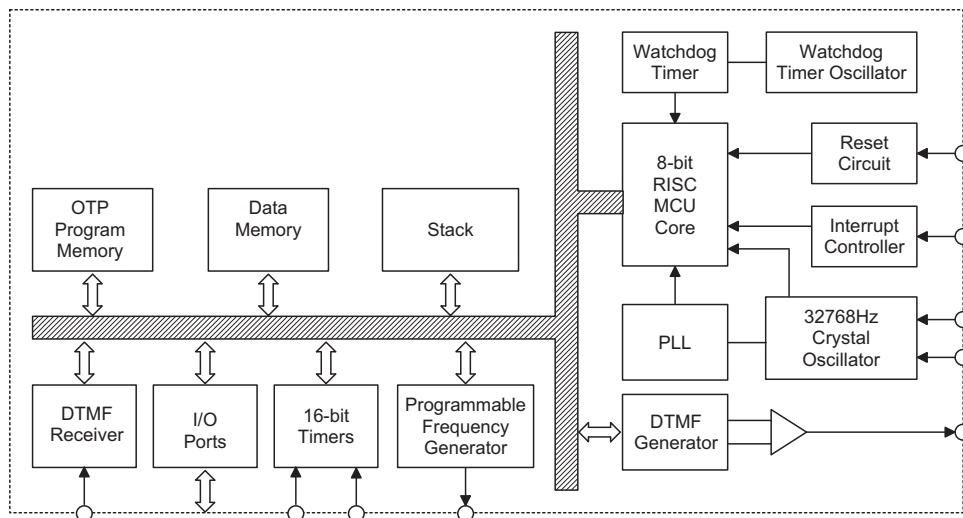 Watchdog
Timer
Watchdog
Timer Oscillator
8-bit
RISC
MCU
Core
Reset
Circuit
OTP
Program
Memory
Data
Memory
Stack
Interrupt
Controller
PLL
32768Hz
Crystal
Oscillator
DTMF
Receiver
I/O
Ports
16-bit
Timers
Programmable
Frequency
Generator
DTMF
Generator